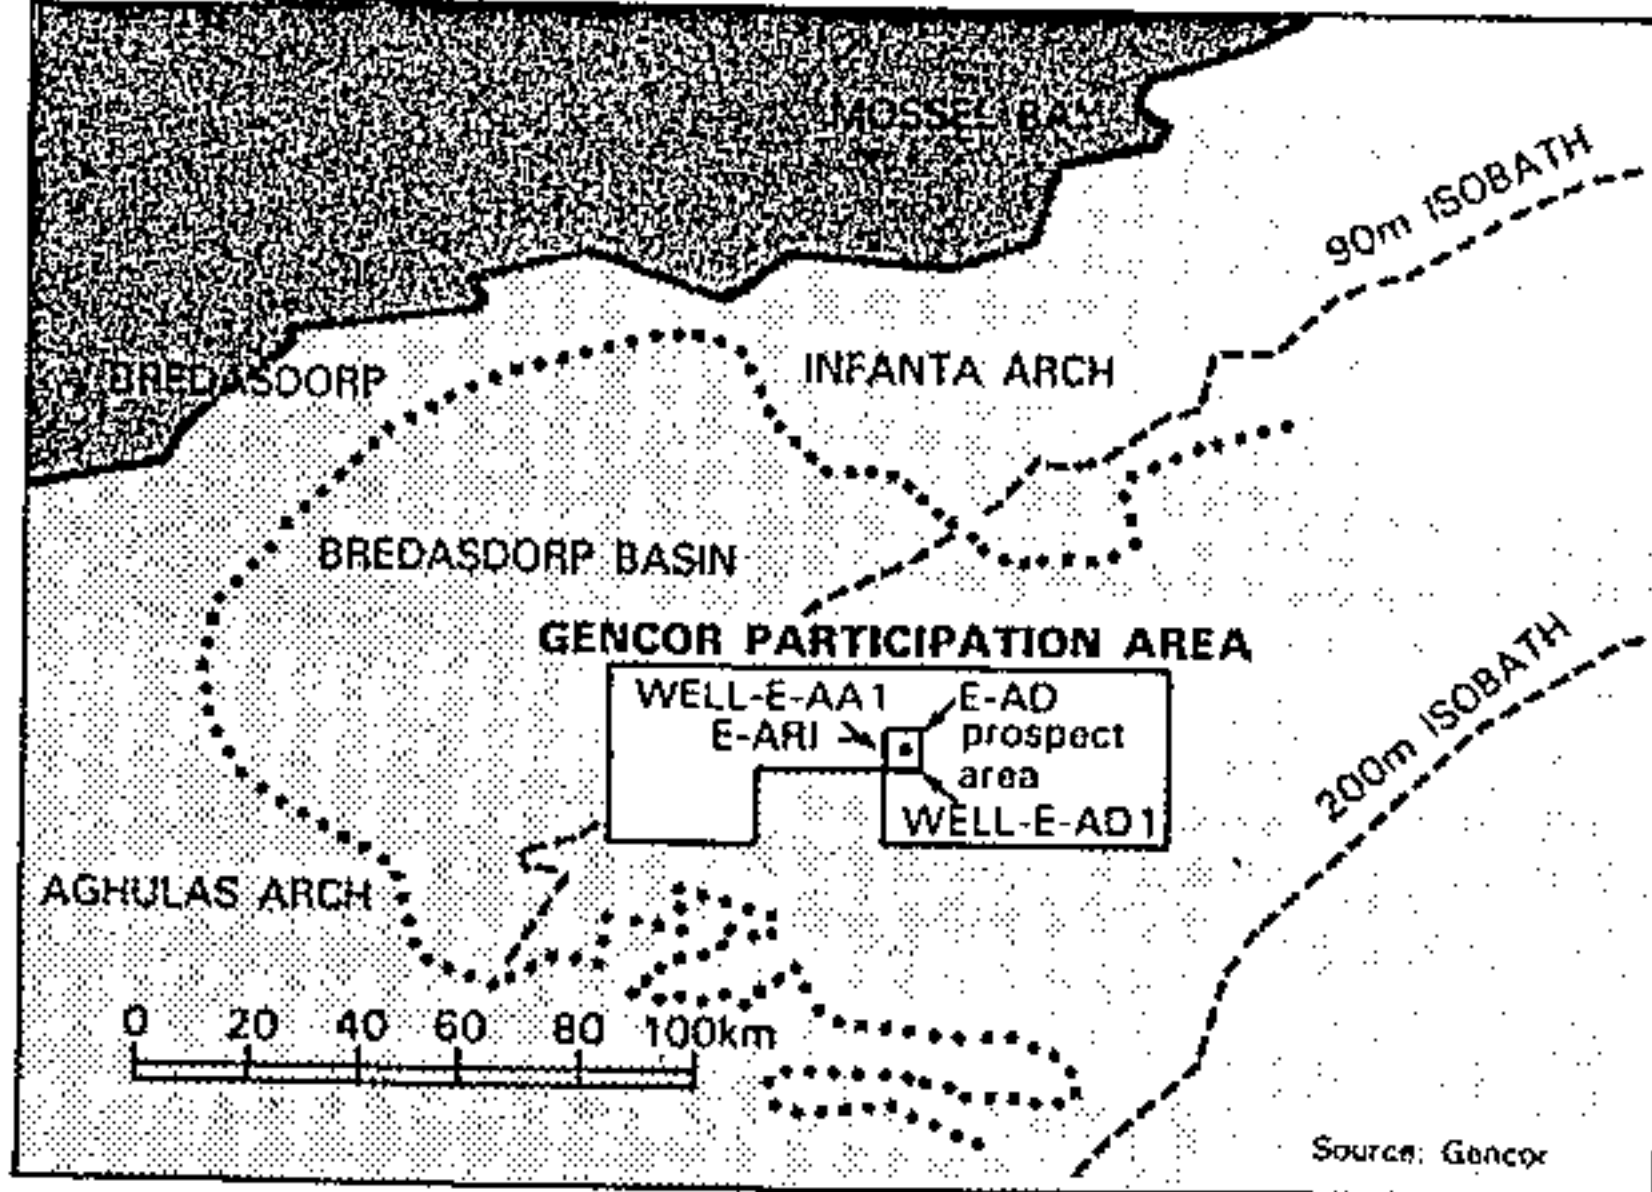 MOSSEL BAY
90m ISOBATH
INFANTA ARCH
BREDASDORP
BREDASDORP BASIN
GENCOR PARTICIPATION AREA
WELL-E-AA1
E-AD
E-ARI
prospect
area
WELL-E-AD1
200m ISOBATH
AGHULAS ARCH
0 20 40 60 80 100km
Source: Gencor